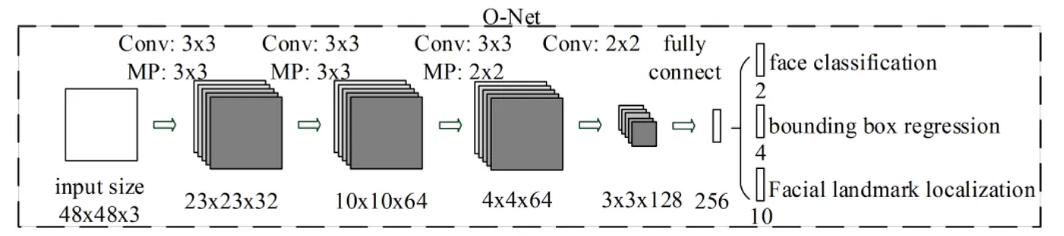 O-Net
Conv: 3x3 Conv: 3x3 Conv: 3x3 Conv: 2x2 fully
MP: 3x3 MP: 3x3 MP: 2x2 connect
face classification
2
bounding box regression
4
Facial landmark localization
10
input size
48x48x3
23x23x32 10x10x64 4x4x64 3x3x128 256